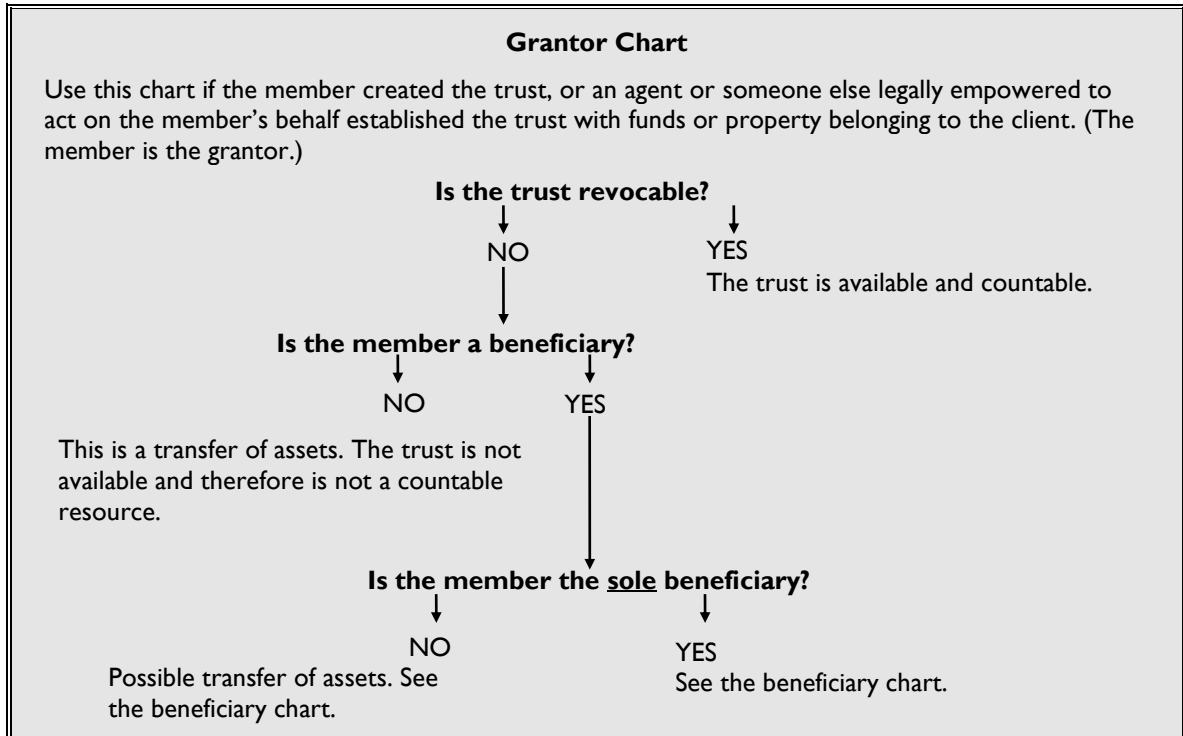 Grantor Chart
Use this chart if the member created the trust, or an agent or someone else legally empowered to
act on the member's behalf established the trust with funds or property belonging to the client. (The
member is the grantor.)
Is the trust revocable?
NO
YES
The trust is available and countable.
Is the member a beneficiary?
NO
YES
This is a transfer of assets. The trust is not
available and therefore is not a countable
resource.
Is the member the sole beneficiary?
NO
Possible transfer of assets. See
the beneficiary chart.
YES
See the beneficiary chart.